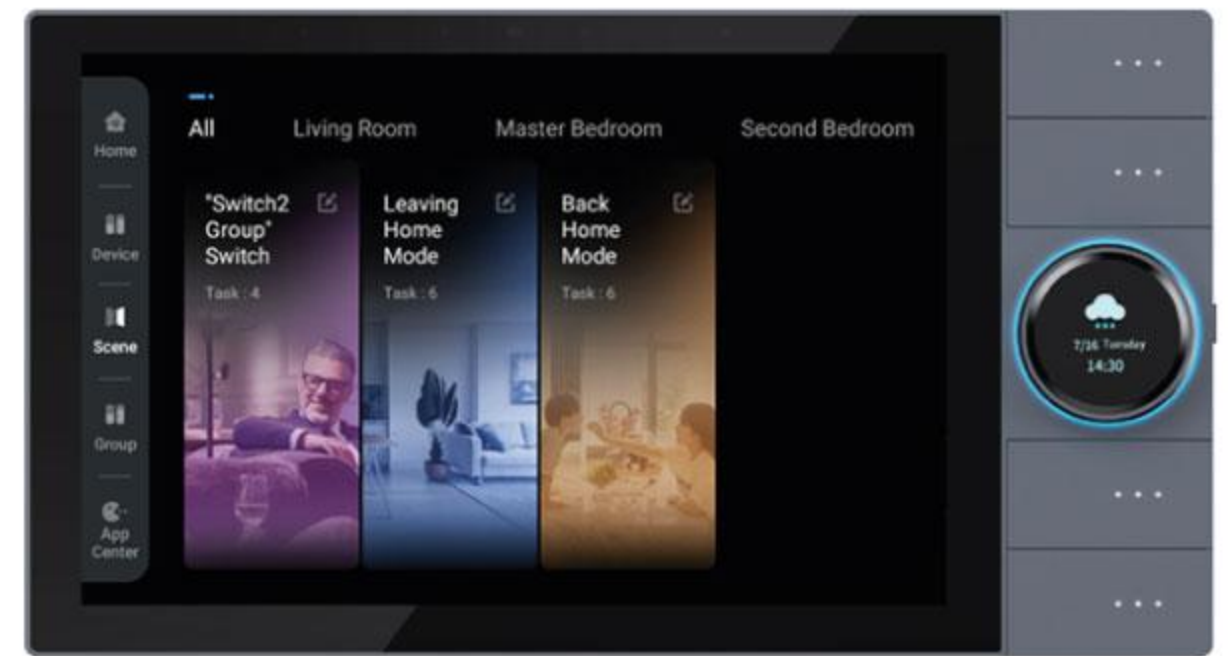 Home
Device
Scene
Group
App
Center
All
Living Room
Master Bedroom
Second Bedroom
"Switch2
Group"
Switch
Task : 4
Leaving
Home
Mode
Task : 6
Back
Home
Mode
Task : 6
7/16 Tuesday
14:30